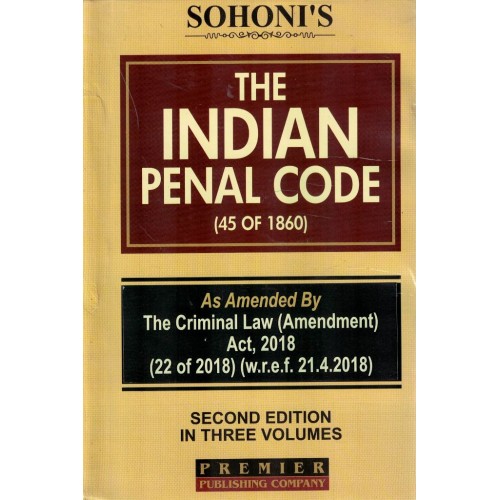 SOHONI'S
THE
INDIAN
PENAL CODE
(45 OF 1860)
As Amended By
The Criminal Law (Amendment)
Act, 2018
(22 of 2018) (w.r.e.f. 21.4.2018)
SECOND EDITION
IN THREE VOLUMES
PREMIER
PUBLISHING COMPANY